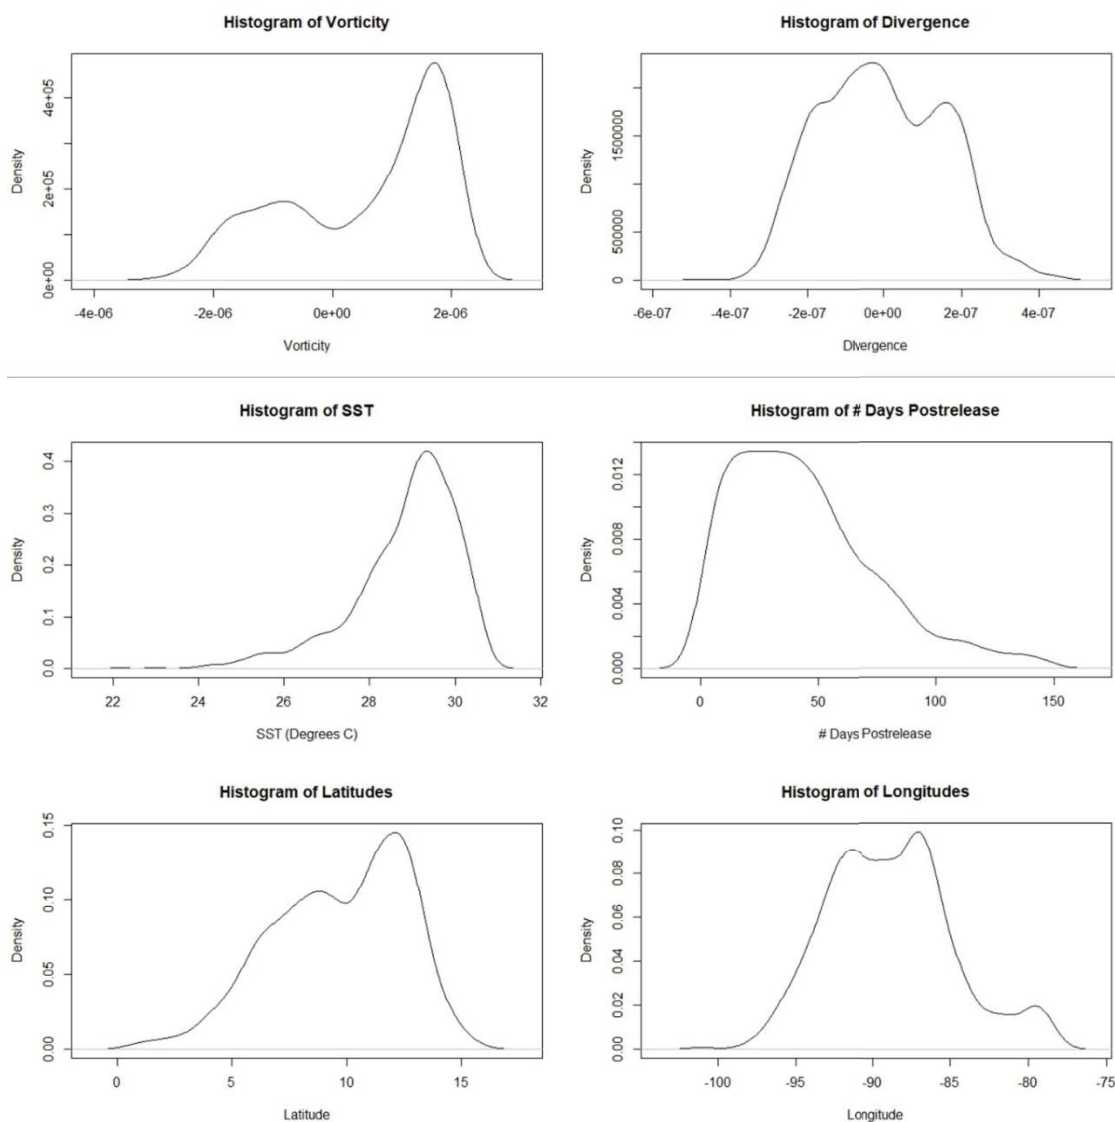 Histogram of Vorticity
Density
0e+00
2e+05
4e+05
-4e-06 -2e-06 0e+00 2e-06
Vorticity
Histogram of Divergence
Density
0
500000
1500000
-6e-07 -4e-07 -2e-07 0e+00 2e-07 4e-07
DIvergence
Histogram of SST
Density
0.0
0.1
0.2
0.3
0.4
22 24 26 28 30 32
SST (Degrees C)
Histogram of # Days Postrelease
Density
0.000
0.004
0.008
0.012
0 50 100 150
# Days Postrelease
Histogram of Latitudes
Density
0.00
0.05
0.10
0.15
0 5 10 15
Latitude
Histogram of Longitudes
Density
0.00
0.02
0.04
0.06
0.08
0.10
-100 -95 -90 -85 -80 -75
Longitude